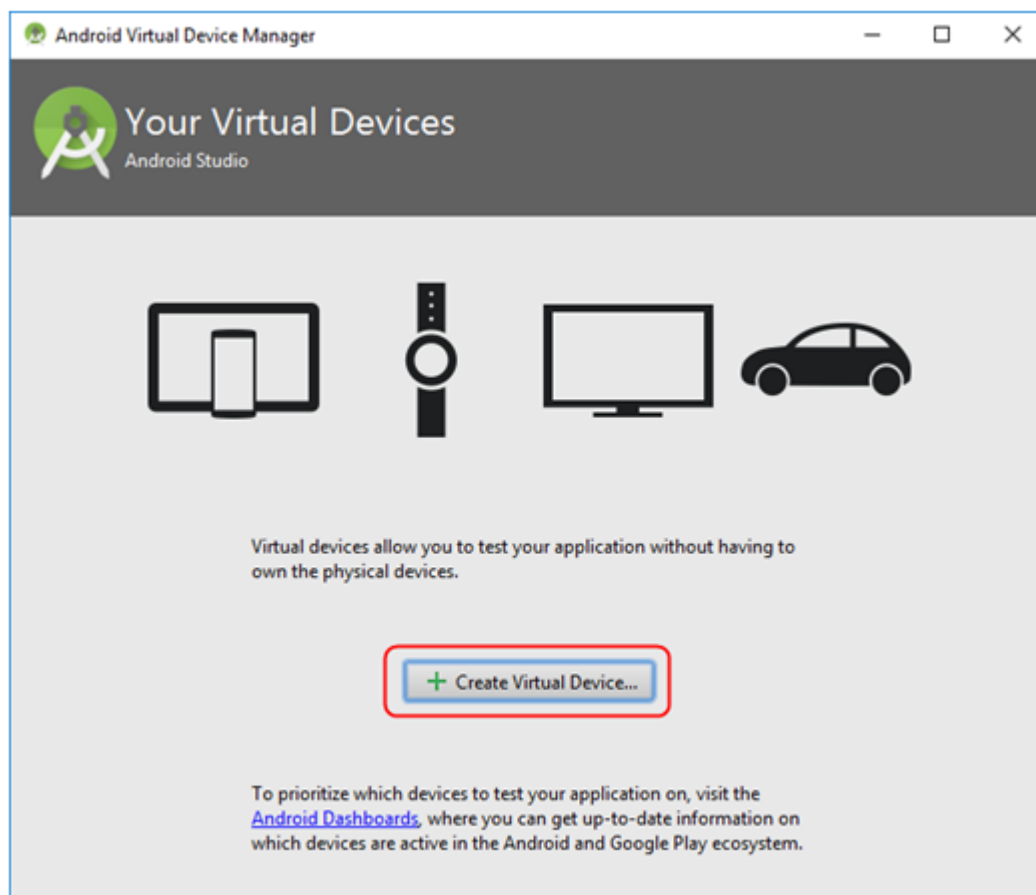 Android Virtual Device Manager
Your Virtual Devices
Android Studio
Virtual devices allow you to test your application without having to
own the physical devices.
Create Virtual Device...
To prioritize which devices to test your application on, visit the
Android Dashboards, where you can get up-to-date information on
which devices are active in the Android and Google Play ecosystem.